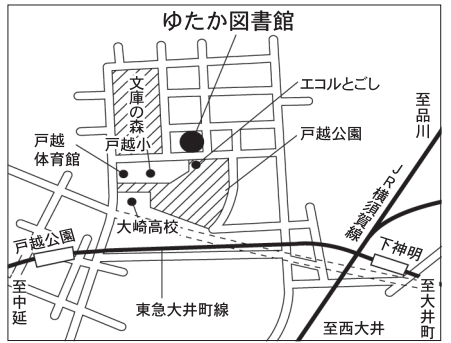 ゆたか図書館
文庫の森
エコルとごし
至品川
戸越
体育館
戸越小
戸越公園
JR横須賀線
大崎高校
戸越公園
下神明
至中延
東急大井町線
至西大井
至大井町